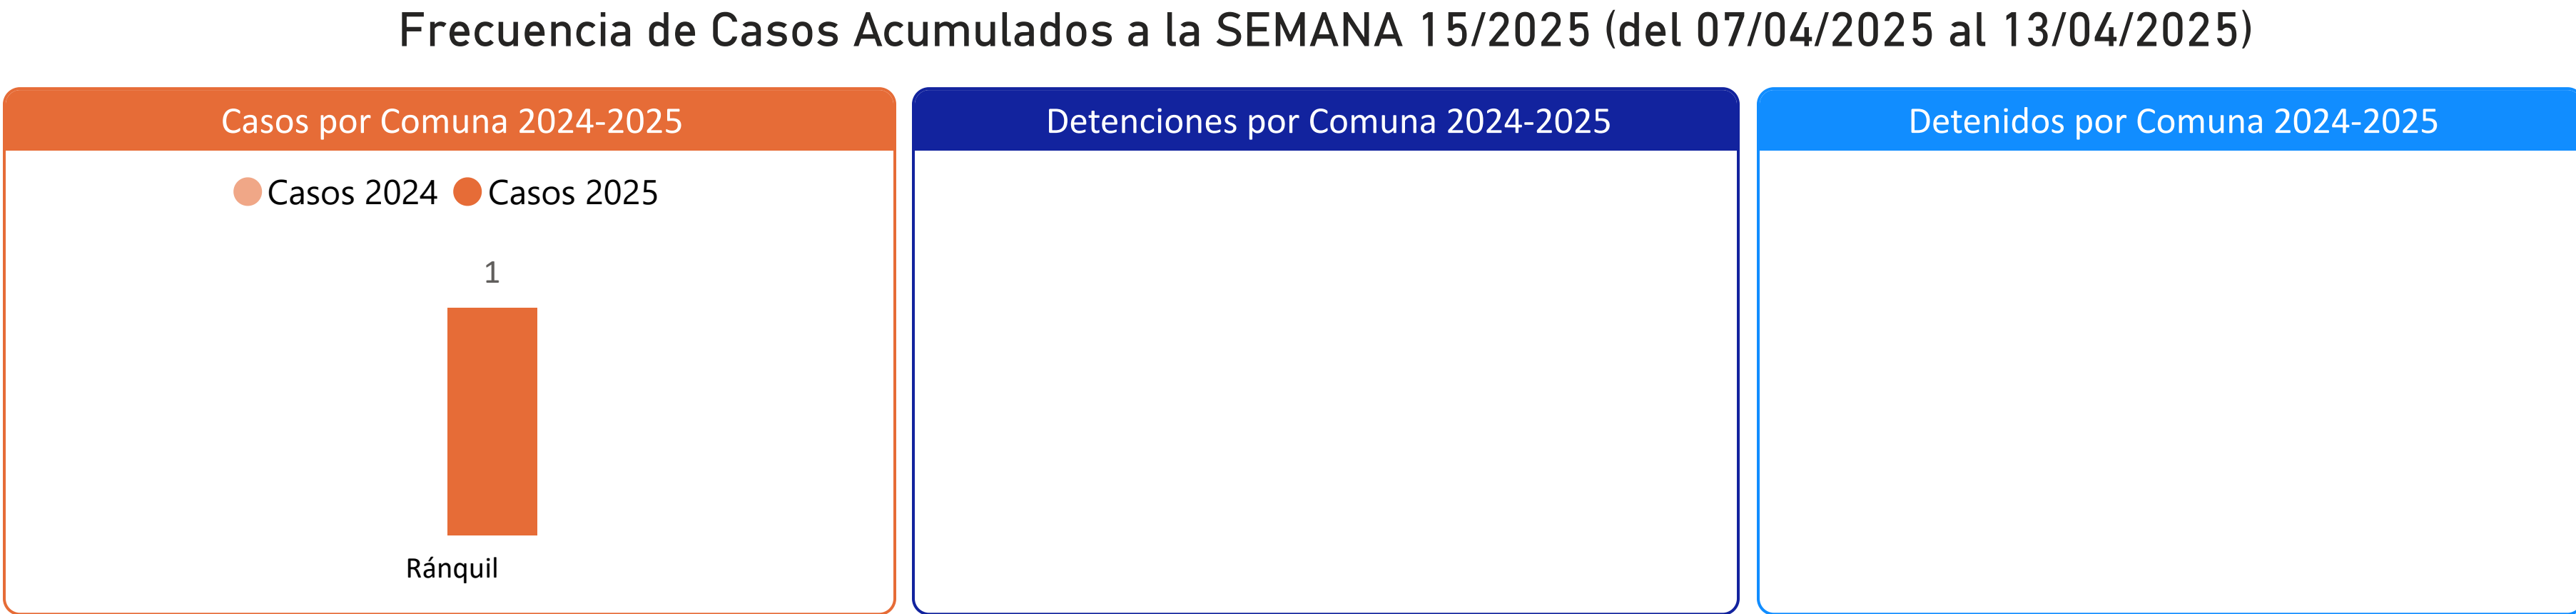 Frecuencia de Casos Acumulados a la SEMANA 15/2025 (del 07/04/2025 al 13/04/2025)
Casos por Comuna 2024-2025
Casos 2024 Casos 2025
1
Ránquil
Detenciones por Comuna 2024-2025
Detenidos por Comuna 2024-2025